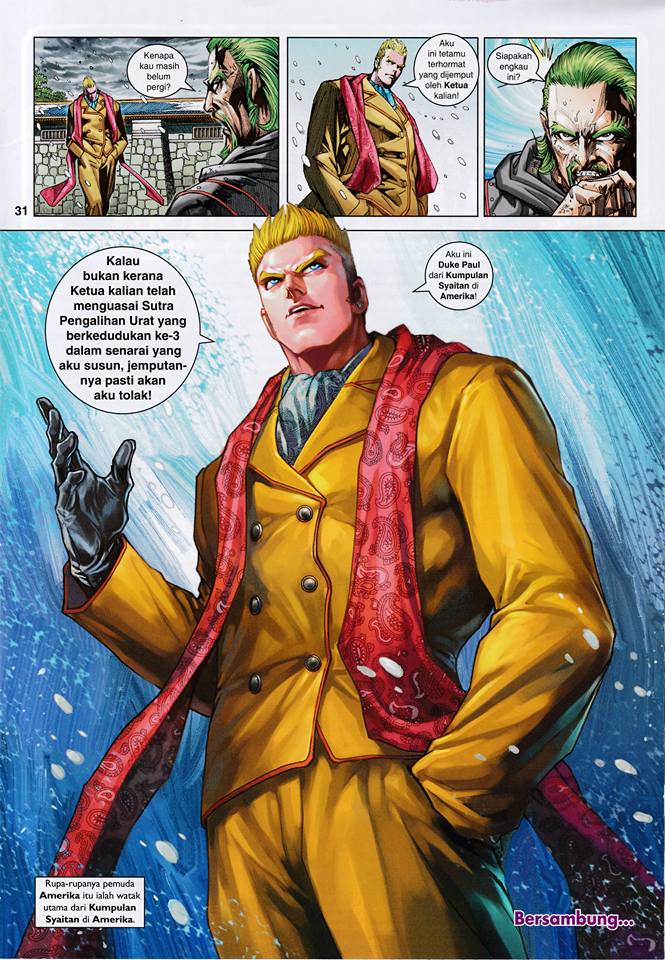 Kenapa
kau masih
belum
pergi?
Aku
ini tetamu
terhormat
yang dijemput
oleh Ketua
kalian!
Siapakah
engkau
ini?
31
Kalau
bukan kerana
Ketua kalian telah
menguasai Sutra
Pengalihan Urat yang
berkedudukan ke-3
dalam senarai yang
aku susun, jemputan-
nya pasti akan
aku tolak!
Aku ini
Duke Paul
dari Kumpulan
Syaitan di
Amerika!
Rupa-rupanya pemuda
Amerika itu ialah watak
utama dari Kumpulan
Syaitan di Amerika.
Bersambung...